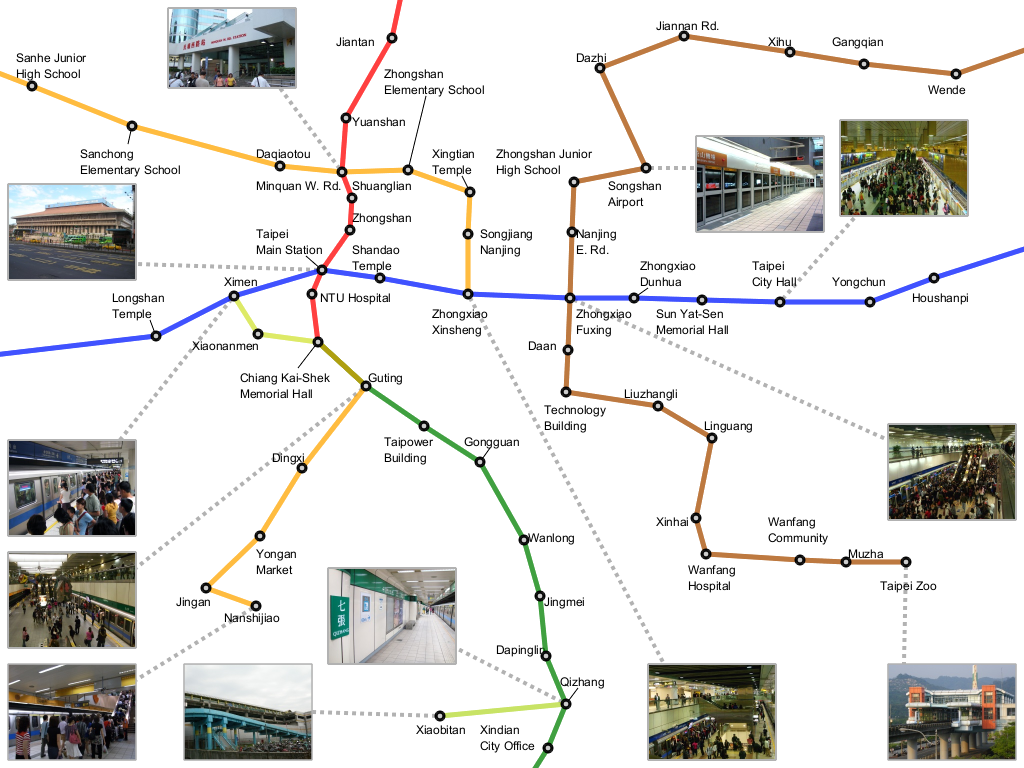 Jiantan
Jiannan Rd.
Xihu
Gangqian
Dazhi
Wende
Sanhe Junior
High School
Zhongshan
Elementary School
Yuanshan
Sanchong
Elementary School
Daqiaotou
Xingtian
Temple
Zhongshan Junior
High School
Minquan W. Rd.
Shuanglian
Songshan
Airport
Zhongshan
Taipei
Main Station
Shandao
Temple
Songjiang
Nanjing
Nanjing
E. Rd.
Zhongxiao
Dunhua
Taipei
City Hall
Yongchun
Houshanpi
Ximen
Longshan
Temple
NTU Hospital
Zhongxiao
Xinsheng
Zhongxiao
Fuxing
Sun Yat-Sen
Memorial Hall
Xiaonanmen
Daan
Chiang Kai-Shek
Memorial Hall
Guting
Technology
Building
Liuzhangli
Linguang
Taipower
Building
Gongguan
Dingxi
Xinhai
Wanfang
Community
Wanlong
Yongan
Market
Muzha
Wanfang
Hospital
Taipei Zoo
Jingan
Nanshijiao
Jingmei
七張
QIZHANG
Dapinglin
Qizhang
Xiaobitan
Xindian
City Office